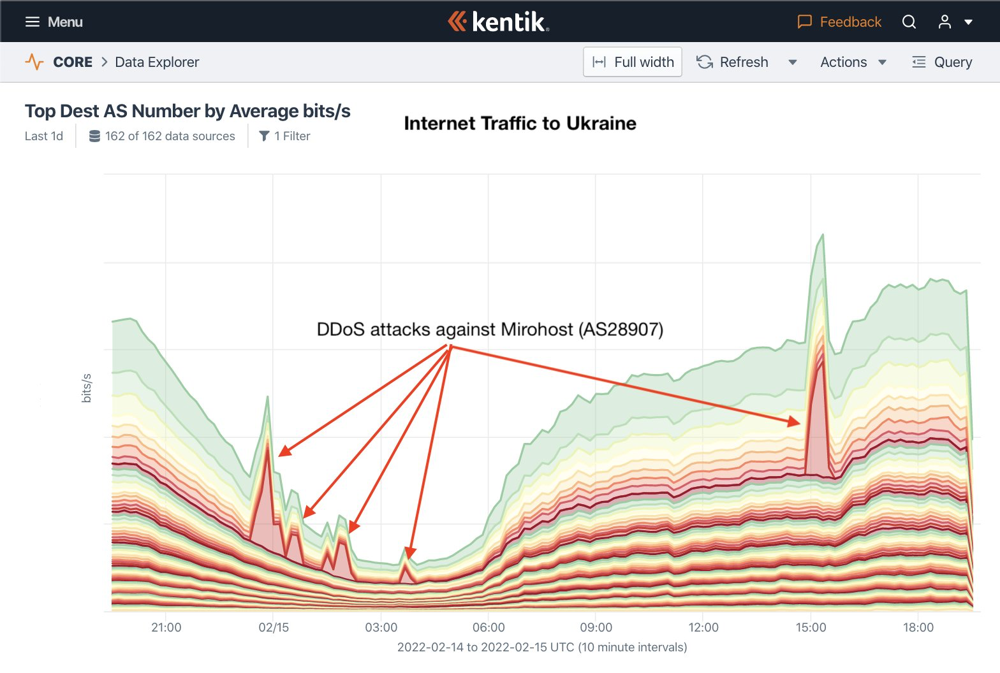 Menu
kentik®
Feedback
CORE > Data Explorer
Full width
Refresh
Actions
Query
Top Dest AS Number by Average bits/s
Last 1d
162 of 162 data sources
1 Filter
Internet Traffic to Ukraine
DDoS attacks against Mirohost (AS28907)
bits/s
21:00
02/15
03:00
06:00
09:00
12:00
15:00
18:00
2022-02-14 to 2022-02-15 UTC (10 minute intervals)